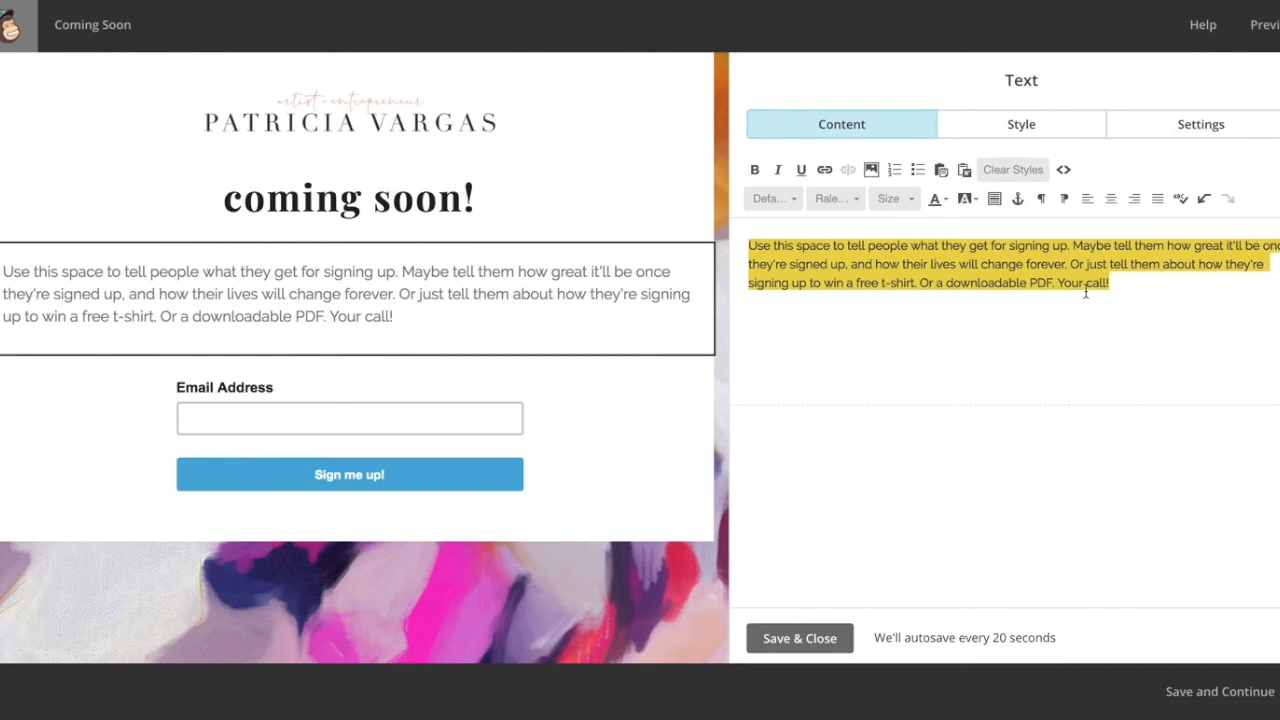 Coming Soon
Help
Previ
artist + entrepreneur
PATRICIA VARGAS
coming soon!
Use this space to tell people what they get for signing up. Maybe tell them how great it'll be once
they're signed up, and how their lives will change forever. Or just tell them about how they're signing
up to win a free t-shirt. Or a downloadable PDF. Your call!
Email Address
Sign me up!
Text
Content
Style
Settings
B I U
Clear Styles
Defa...
Rale...
Size
A
A
ABC
Use this space to tell people what they get for signing up. Maybe tell them how great it'll be onc
they're signed up, and how their lives will change forever. Or just tell them about how they're
signing up to win a free t-shirt. Or a downloadable PDF. Your call!
Save & Close
We'll autosave every 20 seconds
Save and Continue